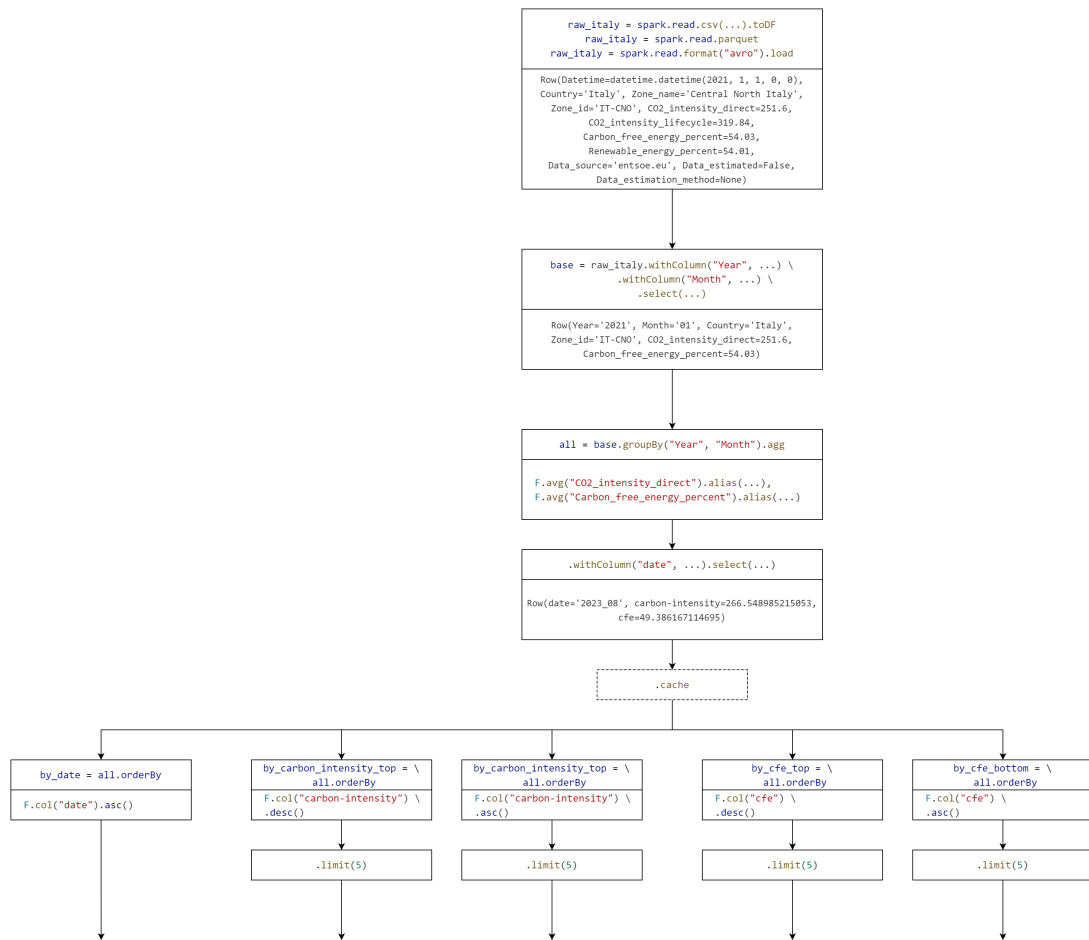 raw_italy = spark.read.csv(...).toDF
raw_italy = spark.read.parquet
raw_italy = spark.read.format("avro").load
Row(Datetime=datetime.datetime(2021, 1, 1, 0, 0),
Country='Italy', Zone_name='Central North Italy',
Zone_id='IT-CNO', CO2_intensity_direct=251.6,
CO2_intensity_lifecycle=319.84,
Carbon_free_energy_percent=54.03,
Renewable_energy_percent=54.01,
Data_source='entsoe.eu', Data_estimated=False,
Data_estimation_method=None)
base = raw_italy.withColumn("Year", ...) \
.withColumn("Month", ...) \
.select(...)
Row(Year='2021', Month='01', Country='Italy',
Zone_id='IT-CNO', CO2_intensity_direct=251.6,
Carbon_free_energy_percent=54.03)
all = base.groupBy("Year", "Month").agg
F.avg("CO2_intensity_direct").alias(...),
F.avg("Carbon_free_energy_percent").alias(...)
.withColumn("date", ...).select(...)
Row(date='2023_08', carbon-intensity=266.548985215053,
cfe=49.386167114695)
.cache
by_date = all.orderBy
F.col("date").asc()
by_carbon_intensity_top = \
all.orderBy
F.col("carbon-intensity") \
.desc()
.limit(5)
by_carbon_intensity_top = \
all.orderBy
F.col("carbon-intensity") \
.asc()
.limit(5)
by_cfe_top = \
all.orderBy
F.col("cfe") \
.desc()
.limit(5)
by_cfe_bottom = \
all.orderBy
F.col("cfe") \
.asc()
.limit(5)